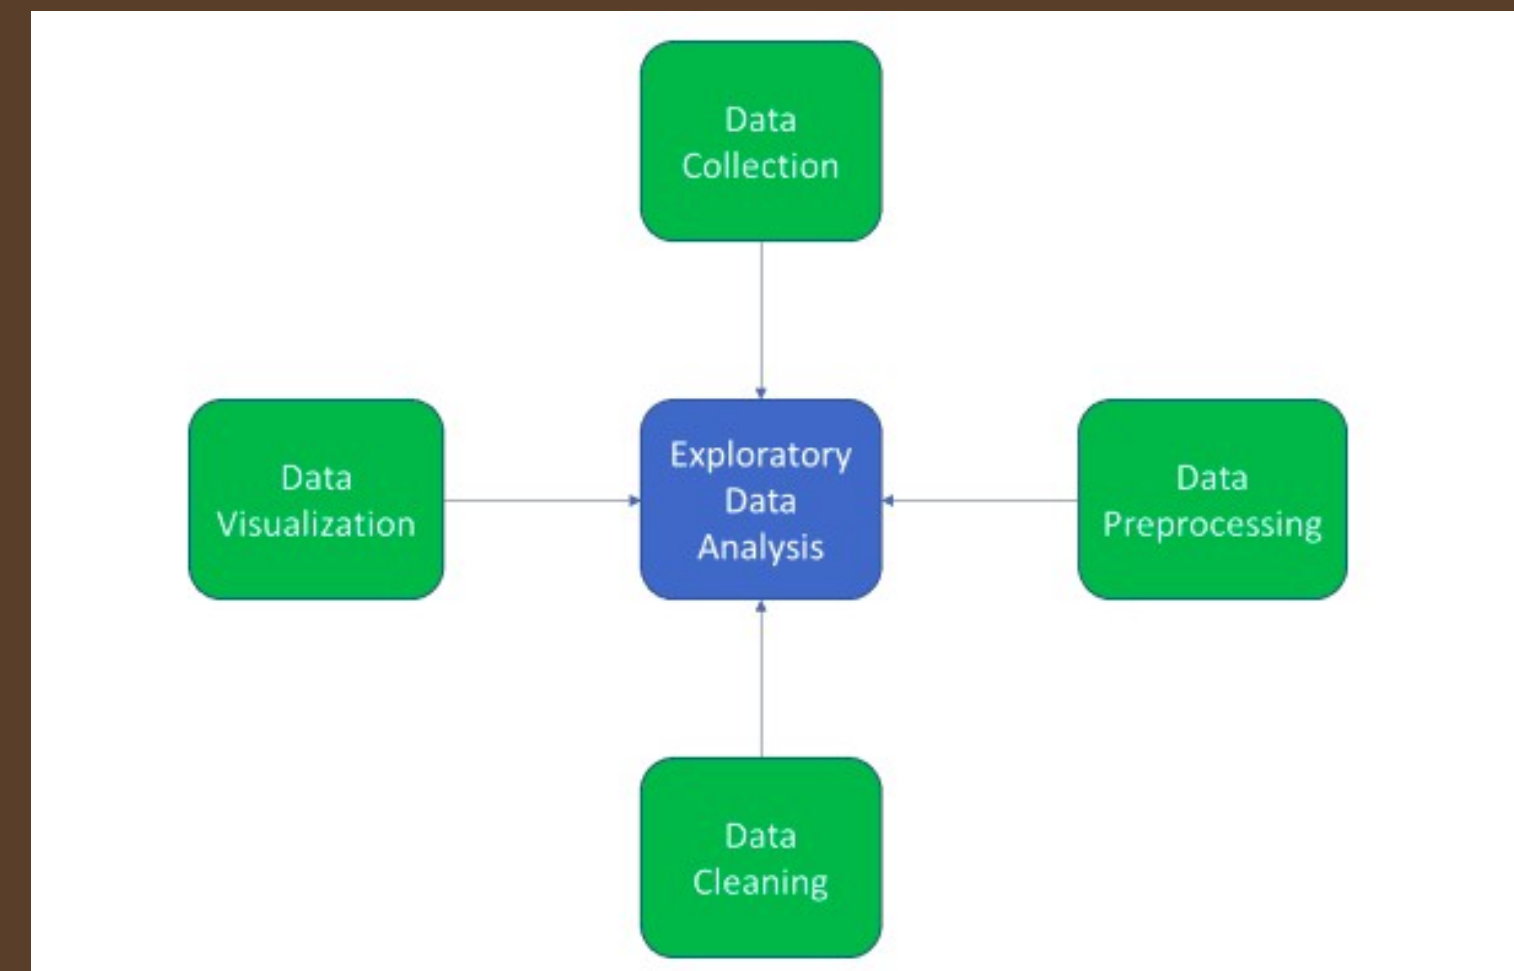 Data
Collection
Data
Visualization
Exploratory
Data
Analysis
Data
Preprocessing
Data
Cleaning